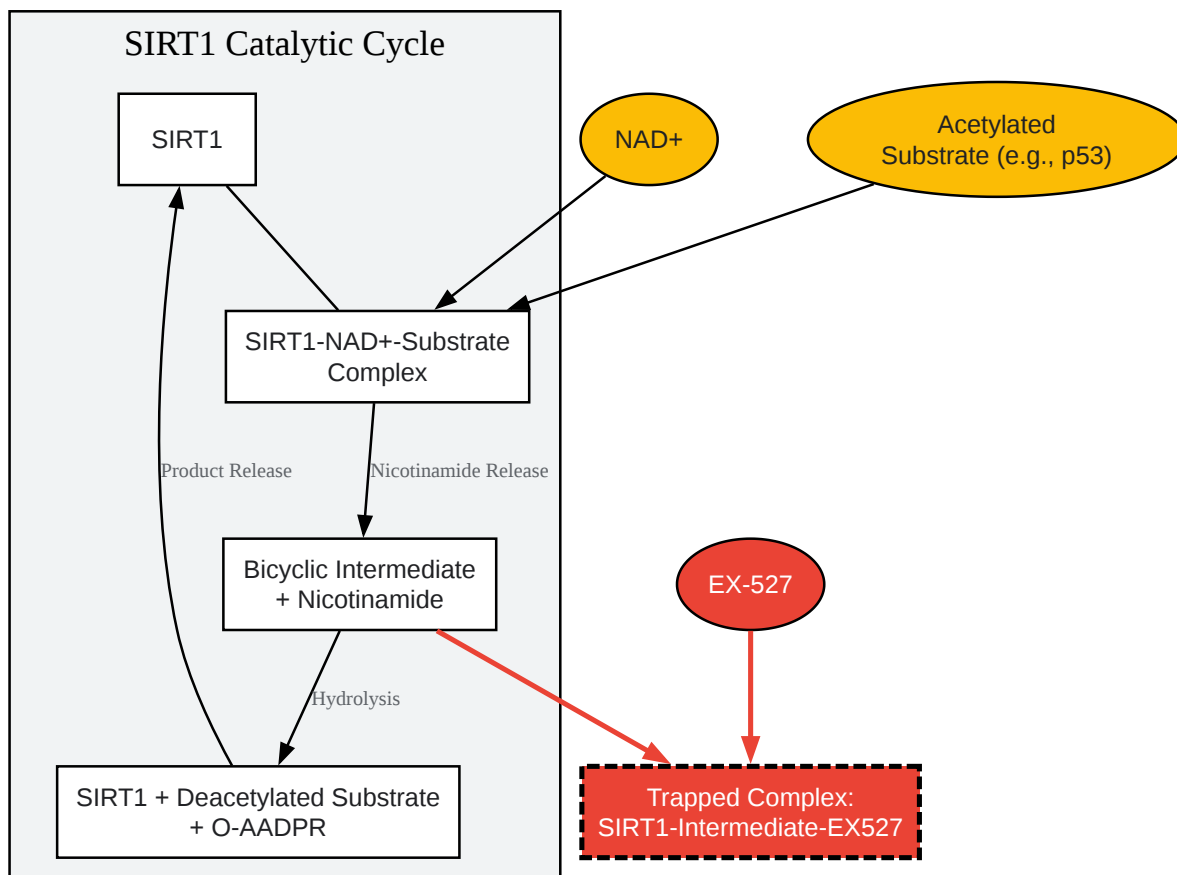 SIRT1 Catalytic Cycle
SIRT1
NAD+
Acetylated
Substrate (e.g., p53)
SIRT1-NAD+-Substrate
Complex
Product Release
Nicotinamide Release
Bicyclic Intermediate
+ Nicotinamide
EX-527
Hydrolysis
SIRT1 + Deacetylated Substrate
+ O-AADPR
Trapped Complex:
SIRT1-Intermediate-EX527